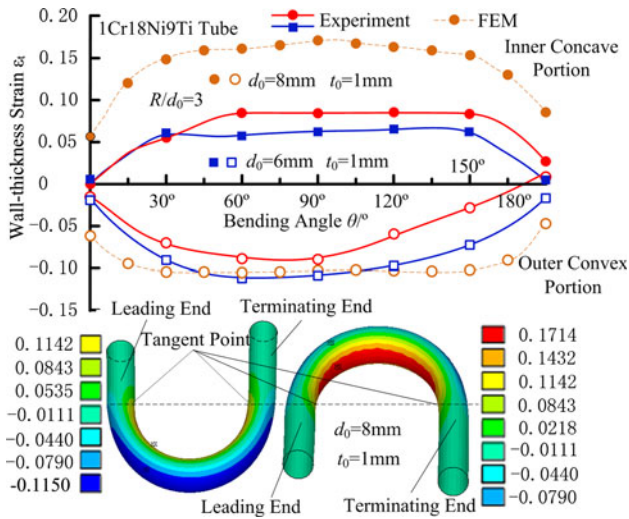 1Cr18Ni9Ti Tube
Experiment
FEM
Inner Concave
Portion
d₀=8mm t₀=1mm
R/d₀=3
d₀=6mm t₀=1mm
Wall-thickness Strain εₜ
0.20
0.15
0.10
0.05
0
-0.05
-0.10
-0.15
30° 60° 90° 120° 150° 180°
Bending Angle θ/°
Outer Convex
Portion
Leading End
Terminating End
Tangent Point
0.1142
0.0843
0.0535
-0.0111
-0.0440
-0.0790
-0.1150
d₀=8mm
t₀=1mm
Leading End
Terminating End
0.1714
0.1432
0.1142
0.0843
0.0218
-0.0111
-0.0440
-0.0790